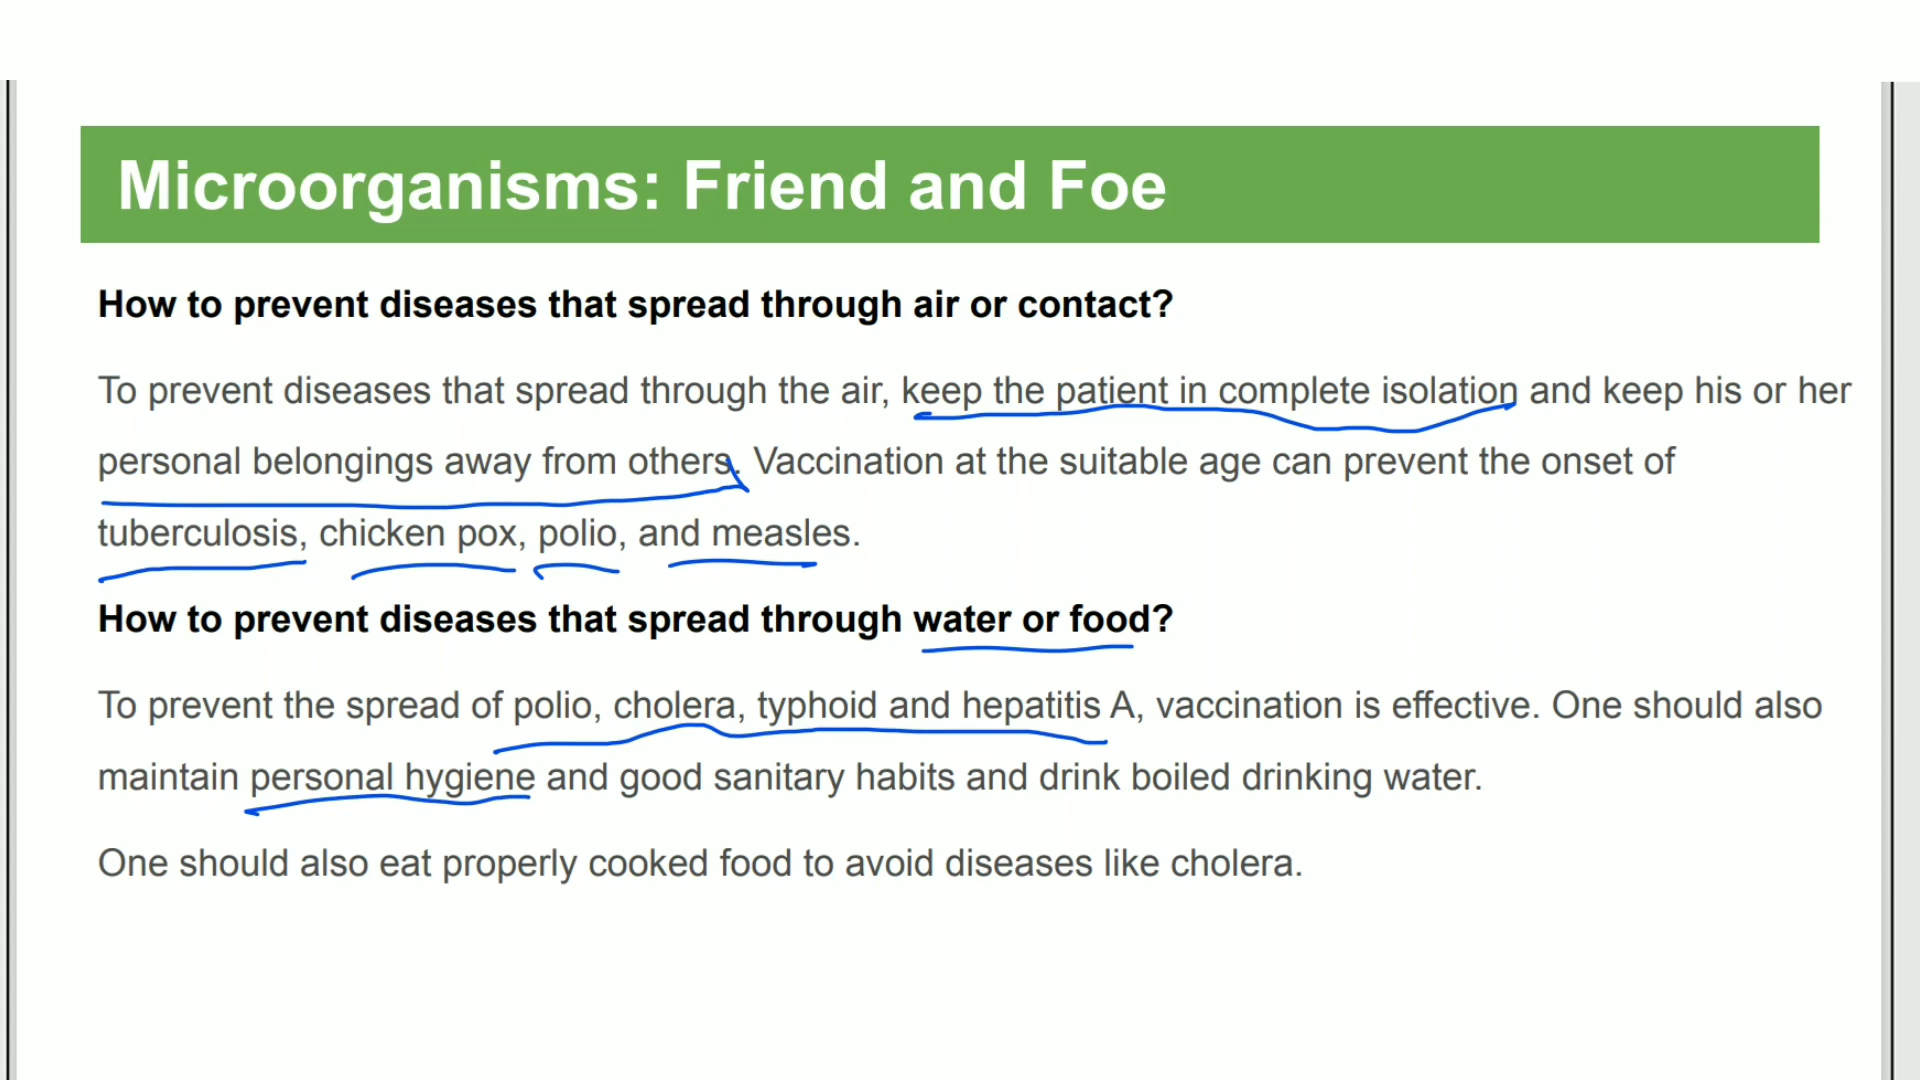 Microorganisms: Friend and Foe
How to prevent diseases that spread through air or contact?
To prevent diseases that spread through the air, keep the patient in complete isolation and keep his or her
personal belongings away from others. Vaccination at the suitable age can prevent the onset of
tuberculosis, chicken pox, polio, and measles.
How to prevent diseases that spread through water or food?
To prevent the spread of polio, cholera, typhoid and hepatitis A, vaccination is effective. One should also
maintain personal hygiene and good sanitary habits and drink boiled drinking water.
One should also eat properly cooked food to avoid diseases like cholera.